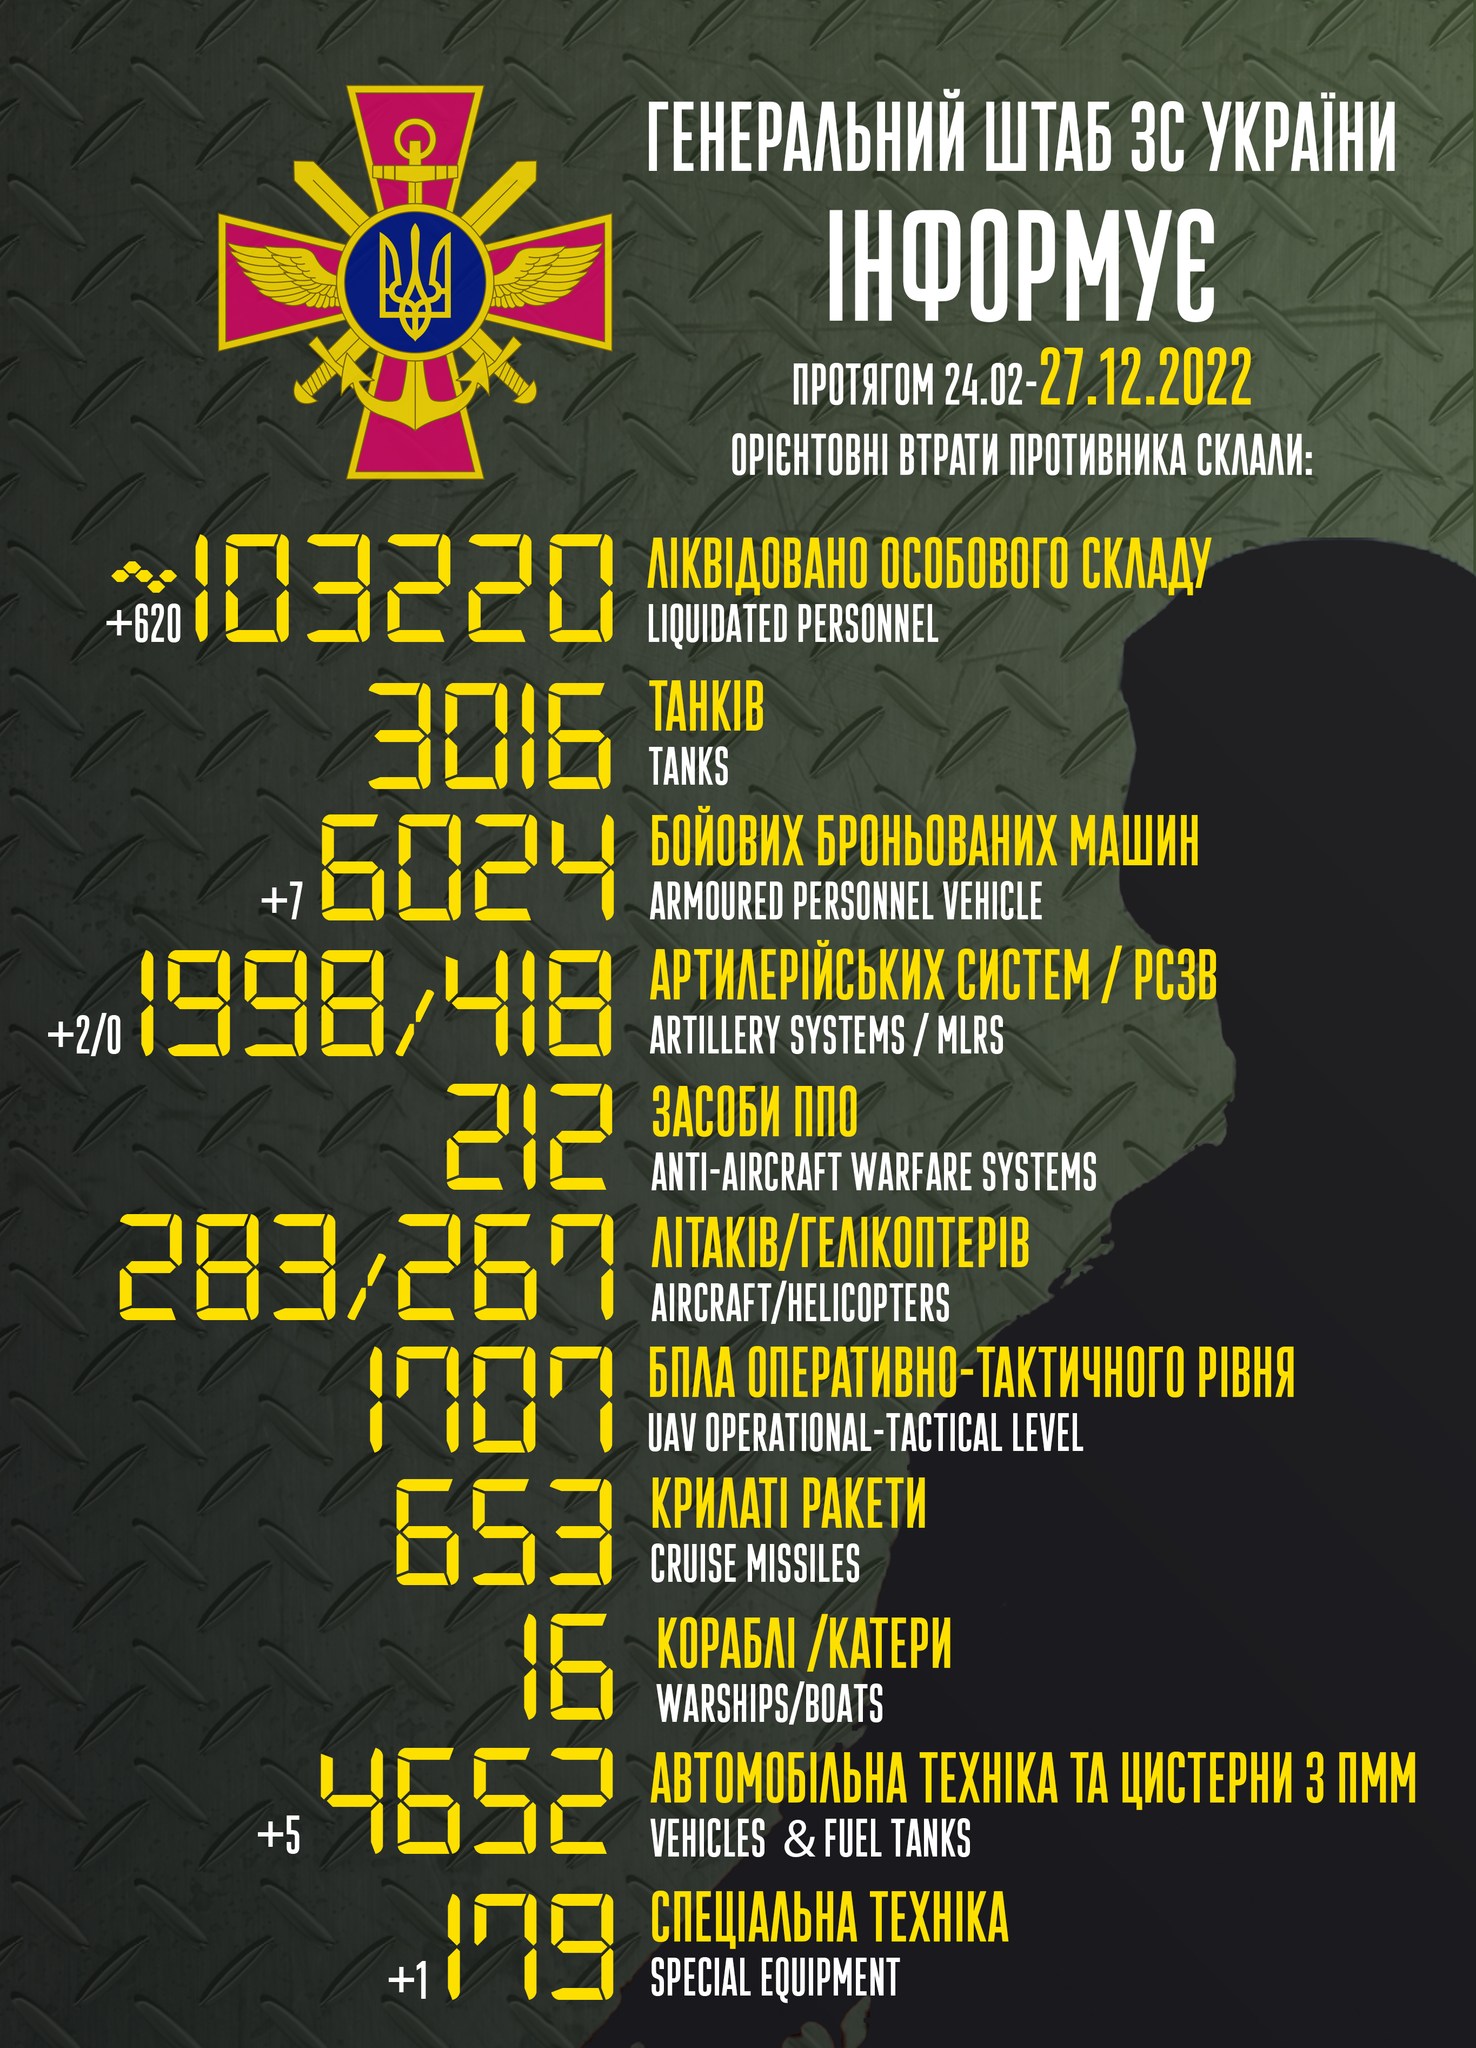 ГЕНЕРАЛЬНИЙ ШТАБ ЗС УКРАЇНИ
ІНФОРМУЄ
ПРОТЯГОМ 24.02-27.12.2022
ОРІЄНТОВНІ ВТРАТИ ПРОТИВНИКА СКЛАЛИ:
~103220 ЛІКВІДОВАНО ОСОБОВОГО СКЛАДУ
+620 LIQUIDATED PERSONNEL
3016 ТАНКІВ
TANKS
6024 БОЙОВИХ БРОНЬОВАНИХ МАШИН
+7 ARMOURED PERSONNEL VEHICLE
1998/418 АРТИЛЕРІЙСЬКИХ СИСТЕМ / РСЗВ
+2/0 ARTILLERY SYSTEMS / MLRS
212 ЗАСОБИ ППО
ANTI-AIRCRAFT WARFARE SYSTEMS
283/267 ЛІТАКІВ/ГЕЛІКОПТЕРІВ
AIRCRAFT/HELICOPTERS
1707 БПЛА ОПЕРАТИВНО-ТАКТИЧНОГО РІВНЯ
UAV OPERATIONAL-TACTICAL LEVEL
653 КРИЛАТІ РАКЕТИ
CRUISE MISSILES
16 КОРАБЛІ /КАТЕРИ
WARSHIPS/BOATS
4652 АВТОМОБІЛЬНА ТЕХНІКА ТА ЦИСТЕРНИ З ПММ
+5 VEHICLES & FUEL TANKS
179 СПЕЦІАЛЬНА ТЕХНІКА
+1 SPECIAL EQUIPMENT